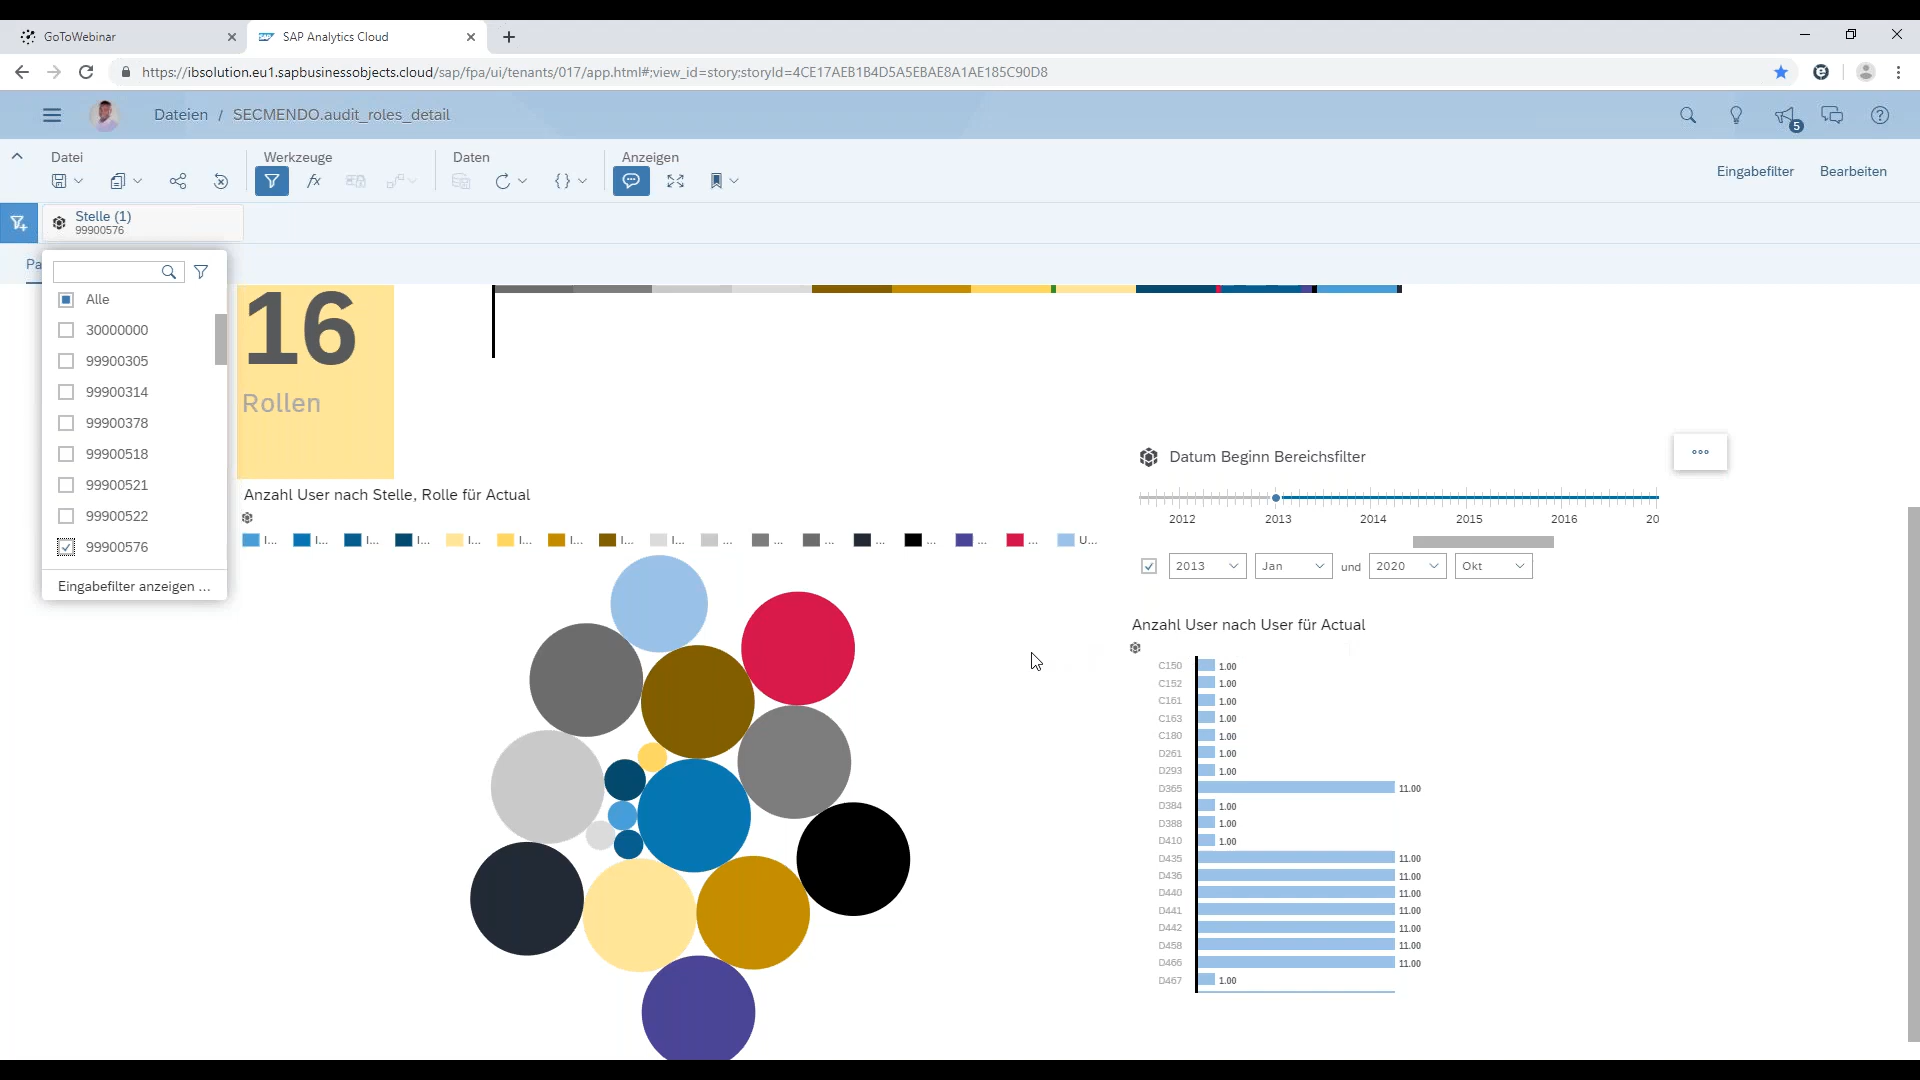 GoToWebinar
SAP Analytics Cloud
https://ibsolution.eu1.sapbusinessobjects.cloud/sap/fpa/ui/tenants/017/app.html#;view_id=story;storyId=4CE17AEB1B4D5A5EBAE8A1AE185C90D8
Dateien / SECMENDO.audit_roles_detail
5
Datei
Werkzeuge
Daten
Anzeigen
Eingabefilter
Bearbeiten
Stelle (1)
99900576
Pa
Alle
30000000
99900305
99900314
99900378
99900518
99900521
99900522
99900576
Eingabefilter anzeigen ...
16
Rollen
Anzahl User nach Stelle, Rolle für Actual
I... I... I... I... I... I... I... I... I... ... ... ... ... ... ... ... U...
Datum Beginn Bereichsfilter
2012 2013 2014 2015 2016 20
2013 Jan und 2020 Okt
Anzahl User nach User für Actual
C150 1.00
C152 1.00
C161 1.00
C163 1.00
C180 1.00
D261 1.00
D293 1.00
D365 11.00
D384 1.00
D388 1.00
D410 1.00
D435 11.00
D436 11.00
D440 11.00
D441 11.00
D442 11.00
D458 11.00
D466 11.00
D467 1.00